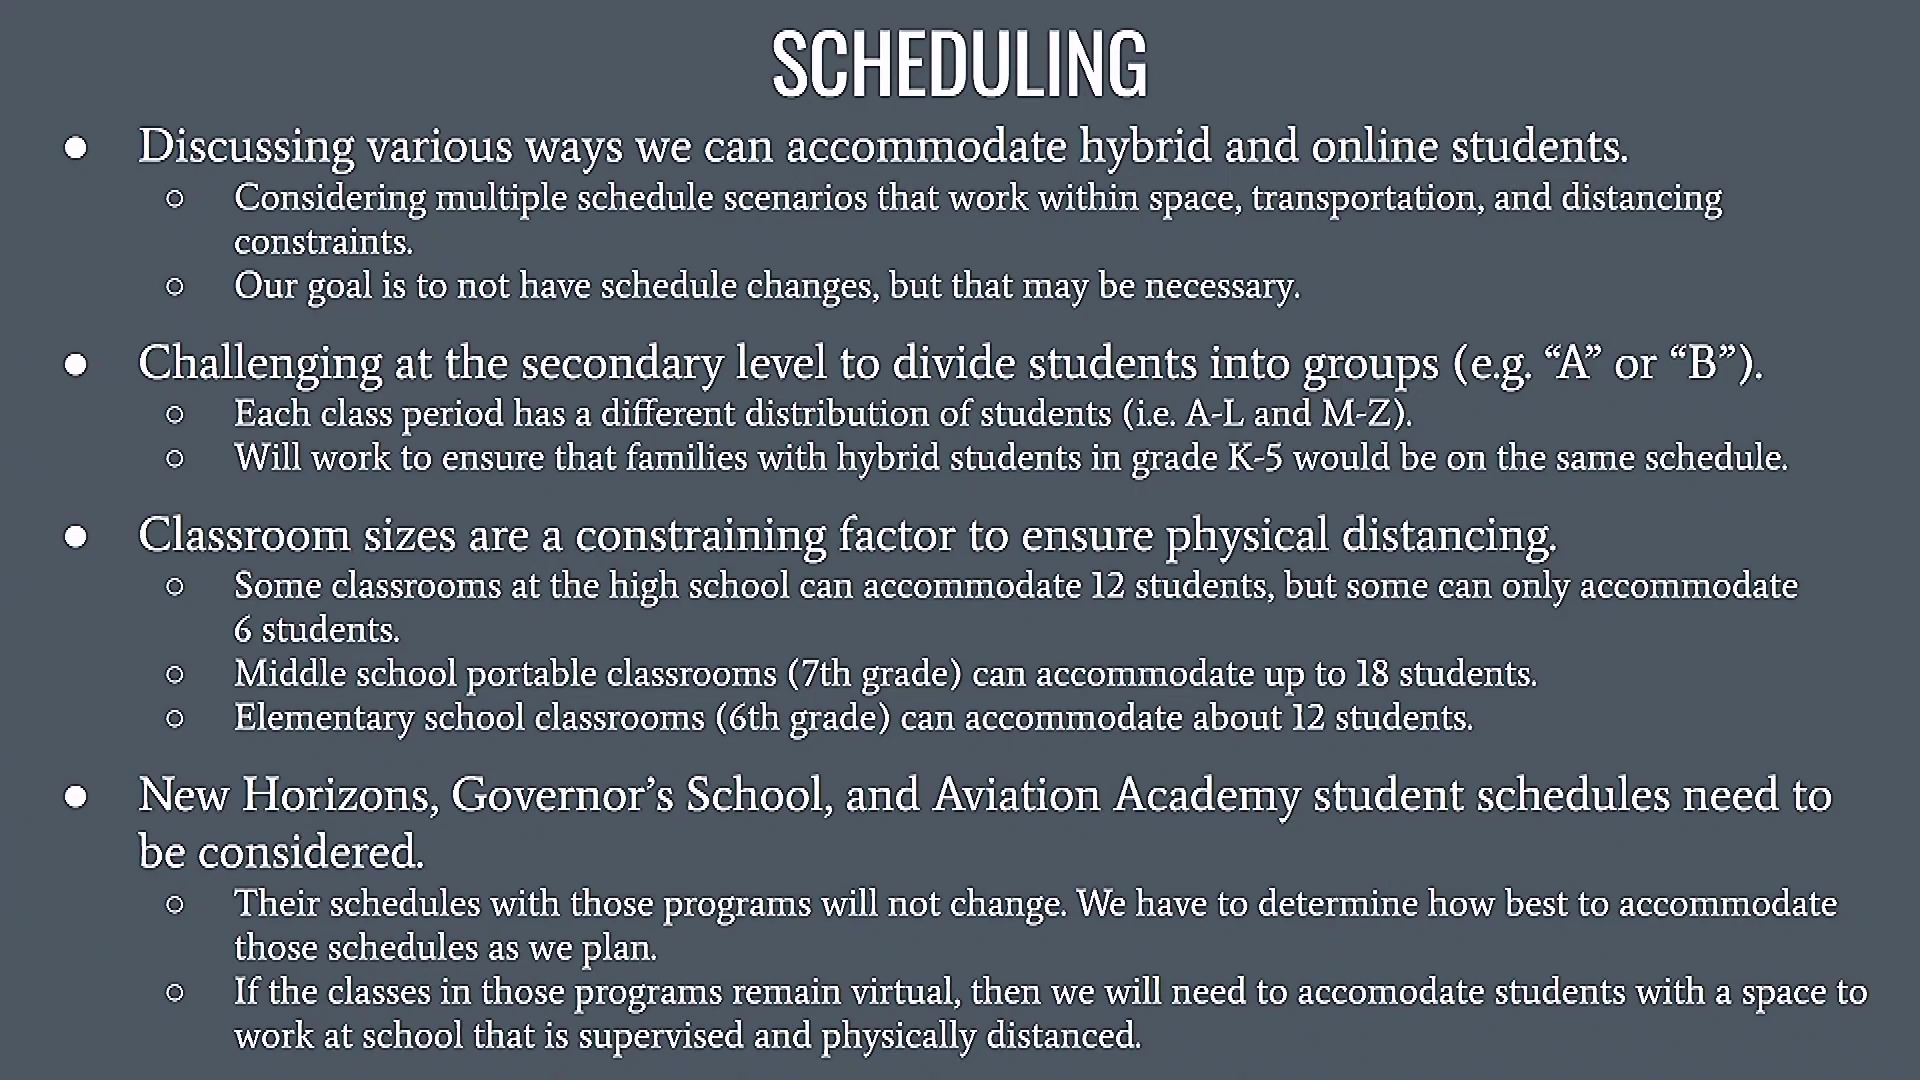 SCHEDULING
● Discussing various ways we can accommodate hybrid and online students.
○ Considering multiple schedule scenarios that work within space, transportation, and distancing
constraints.
○ Our goal is to not have schedule changes, but that may be necessary.
● Challenging at the secondary level to divide students into groups (e.g. “A” or “B”).
○ Each class period has a different distribution of students (i.e. A-L and M-Z).
○ Will work to ensure that families with hybrid students in grade K-5 would be on the same schedule.
● Classroom sizes are a constraining factor to ensure physical distancing.
○ Some classrooms at the high school can accommodate 12 students, but some can only accommodate
6 students.
○ Middle school portable classrooms (7th grade) can accommodate up to 18 students.
○ Elementary school classrooms (6th grade) can accommodate about 12 students.
● New Horizons, Governor’s School, and Aviation Academy student schedules need to
be considered.
○ Their schedules with those programs will not change. We have to determine how best to accommodate
those schedules as we plan.
○ If the classes in those programs remain virtual, then we will need to accomodate students with a space to
work at school that is supervised and physically distanced.